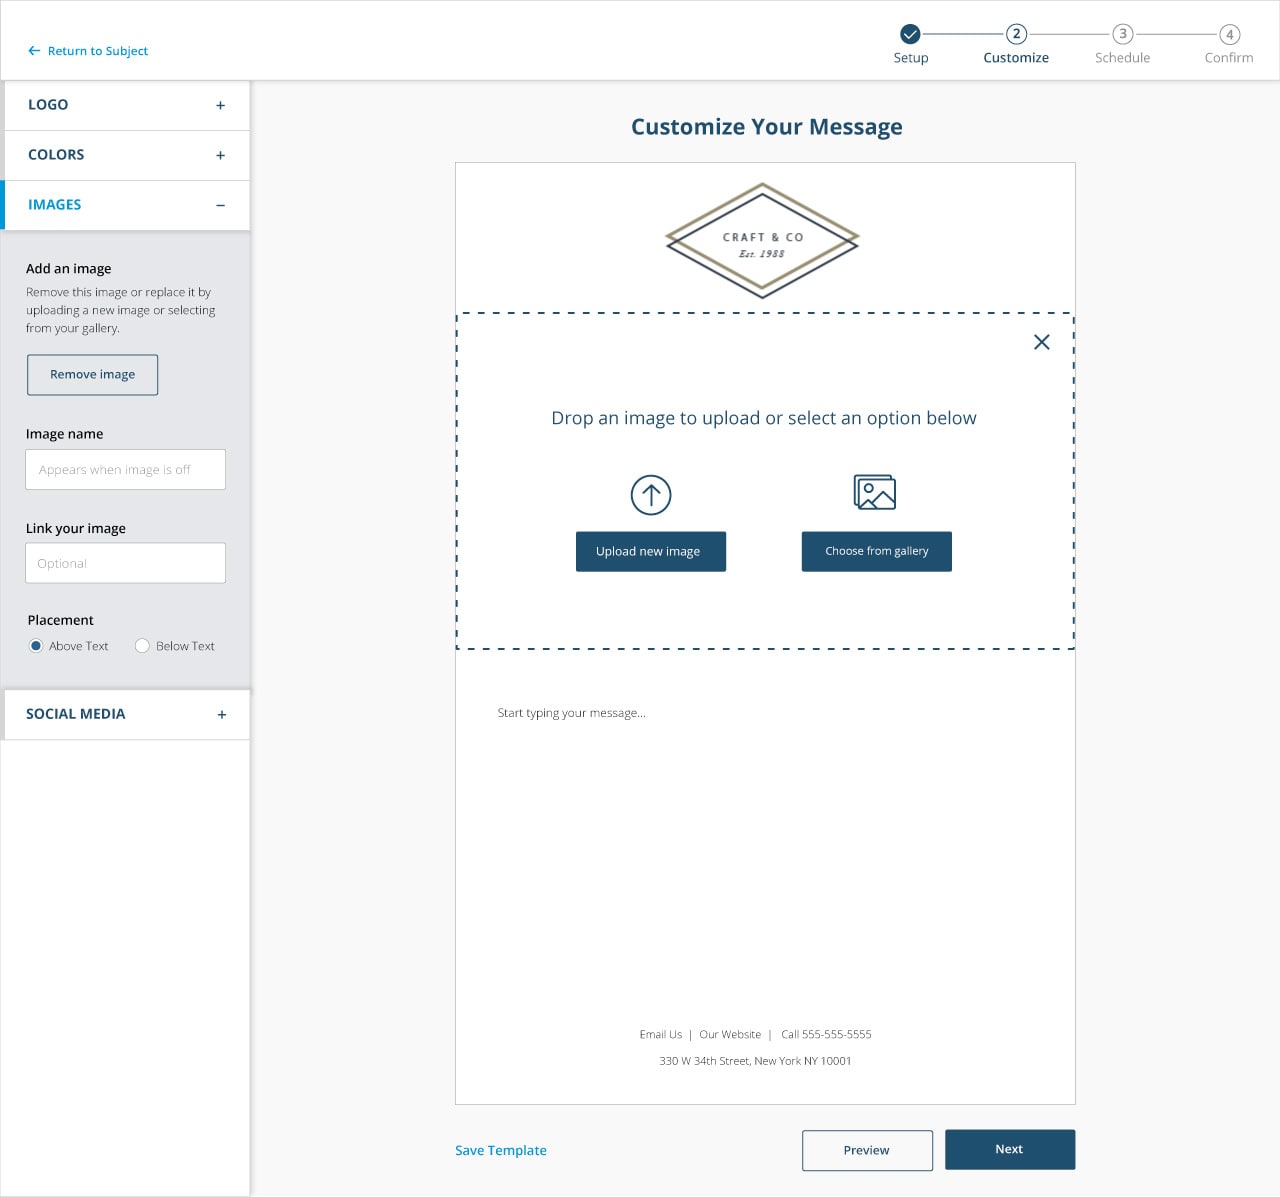 ← Return to Subject
2 3 4
Setup Customize Schedule Confirm
LOGO +
COLORS +
IMAGES −
Add an image
Remove this image or replace it by
uploading a new image or selecting
from your gallery.
Remove image
Image name
Appears when image is off
Link your image
Optional
Placement
Above Text Below Text
SOCIAL MEDIA +
Customize Your Message
CRAFT & CO
Est. 1988
Drop an image to upload or select an option below
Upload new image Choose from gallery
Start typing your message...
Email Us | Our Website | Call 555-555-5555
330 W 34th Street, New York NY 10001
Save Template Preview Next